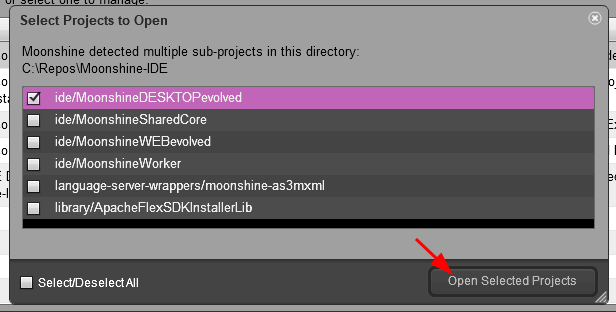 or select one to manage.
Select Projects to Open
Moonshine detected multiple sub-projects in this directory:
C:\Repos\Moonshine-IDE
ide/MoonshineDESKTOPevolved
ide/MoonshineSharedCore
ide/MoonshineWEBevolved
ide/MoonshineWorker
language-server-wrappers/moonshine-as3mxml
library/ApacheFlexSDKInstallerLib
Select/Deselect All
Open Selected Projects